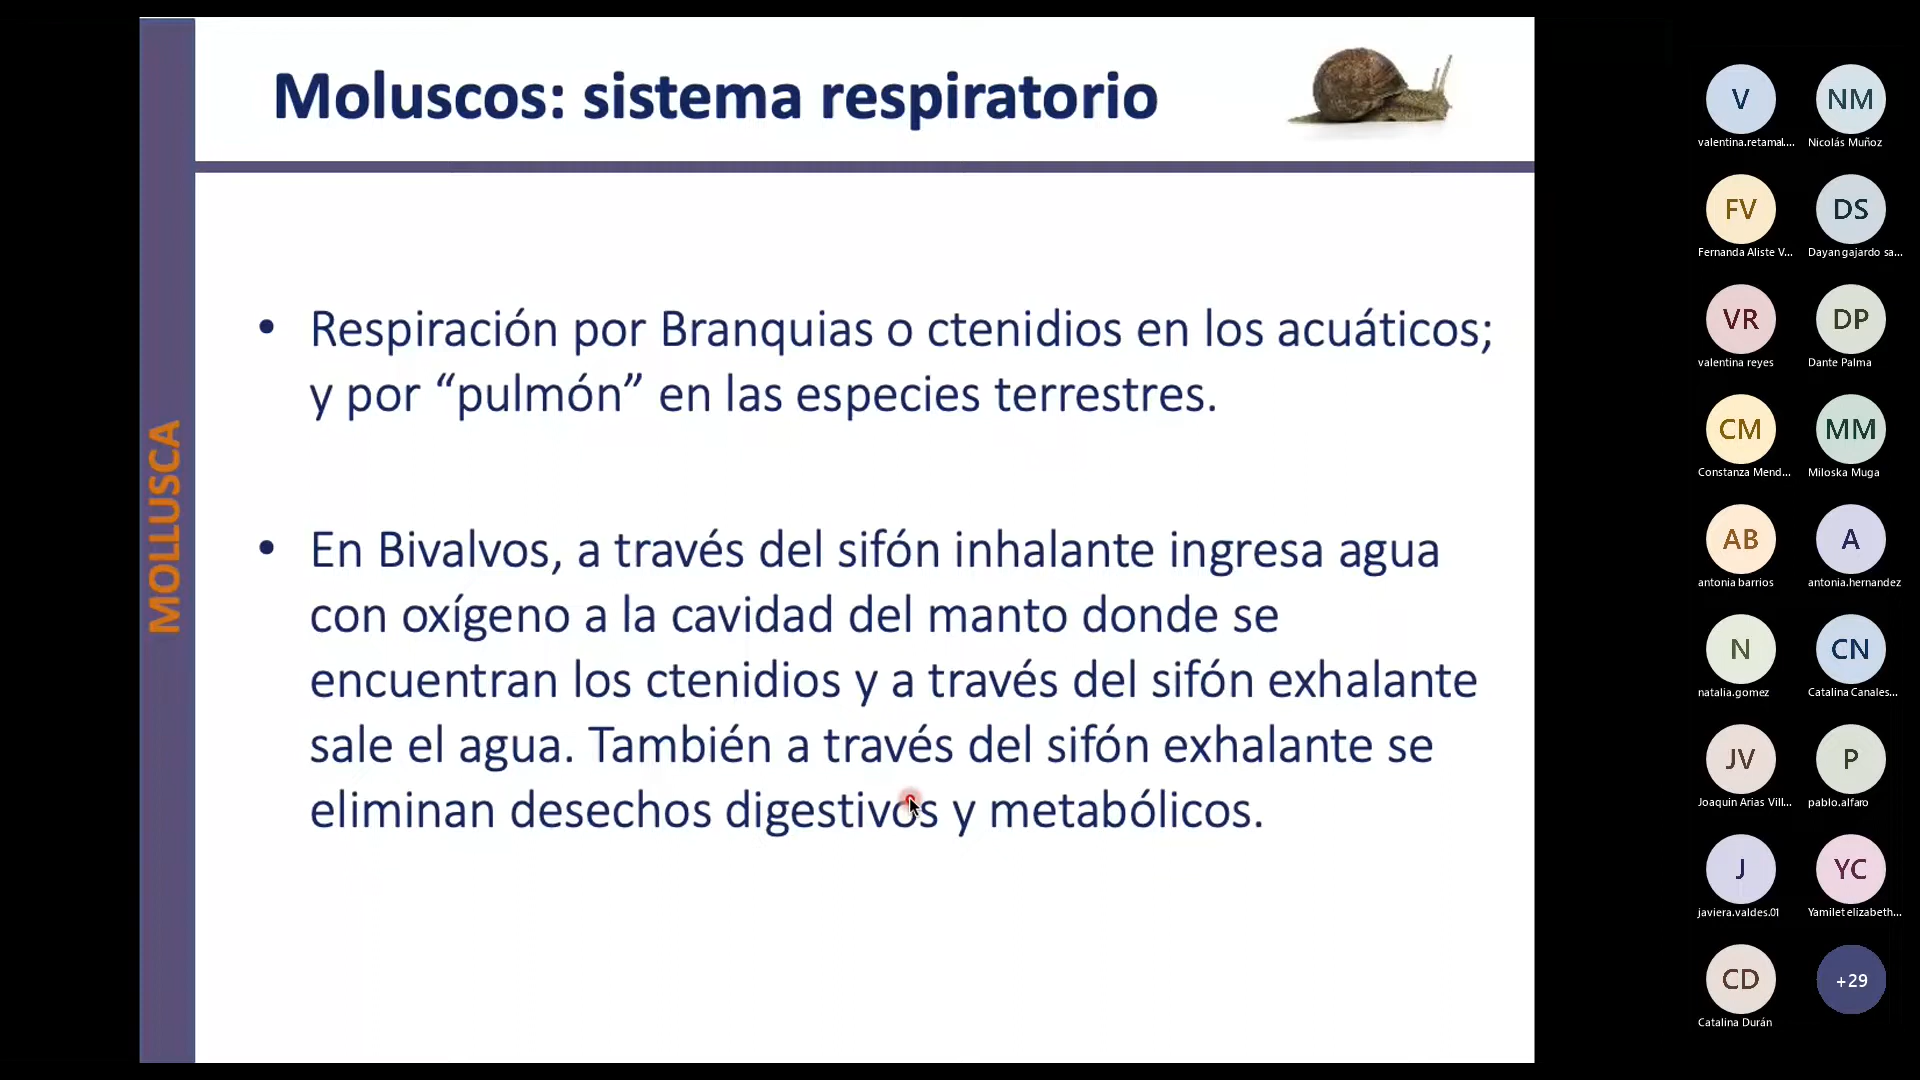 Moluscos: sistema respiratorio
MOLLUSCA
• Respiración por Branquias o ctenidios en los acuáticos;
y por “pulmón” en las especies terrestres.
• En Bivalvos, a través del sifón inhalante ingresa agua
con oxígeno a la cavidad del manto donde se
encuentran los ctenidios y a través del sifón exhalante
sale el agua. También a través del sifón exhalante se
eliminan desechos digestivos y metabólicos.
V NM
valentina.retamal.... Nicolás Muñoz
FV DS
Fernanda Aliste V... Dayan gajardo sa...
VR DP
valentina reyes Dante Palma
CM MM
Constanza Mend... Miloska Muga
AB A
antonia barrios antonia.hernandez
N CN
natalia.gomez Catalina Canales...
JV P
Joaquin Arias Vill... pablo.alfaro
J YC
javiera.valdes.01 Yamilet elizabeth...
CD +29
Catalina Durán